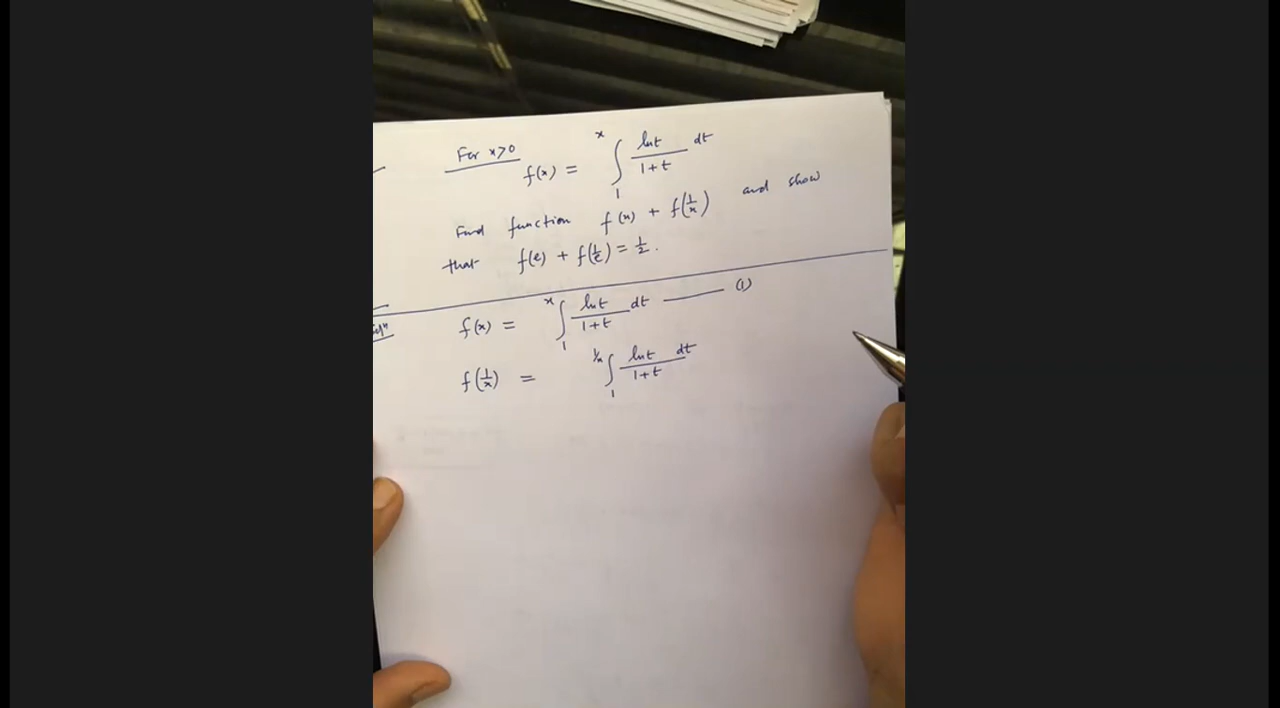 For x>0
f(x) = ∫₁ˣ ln t / (1+t) dt
Find function f(x) + f(1/x) and show
that f(e) + f(1/e) = 1/2.
f(x) = ∫₁ˣ ln t / (1+t) dt ——— (1)
f(1/x) = ∫₁^(1/x) ln t / (1+t) dt